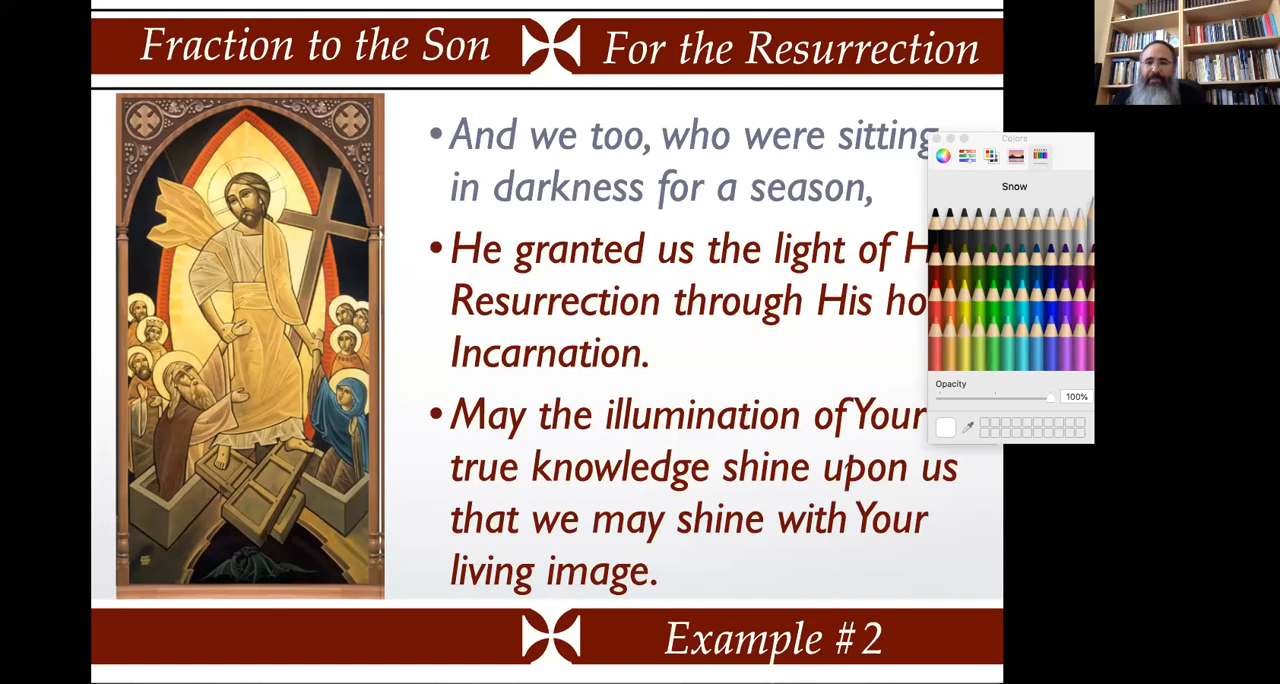 Fraction to the Son For the Resurrection
• And we too, who were sitting
in darkness for a season,
• He granted us the light of H
Resurrection through His ho
Incarnation.
• May the illumination of Your
true knowledge shine upon us
that we may shine with Your
living image.
Example #2
Colors
Snow
Opacity
100%